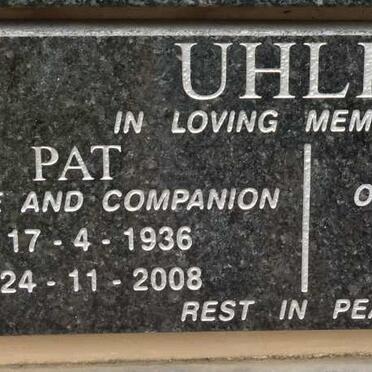 UHL
IN LOVING MEM
PAT
E AND COMPANION
17 - 4 - 1936
24 - 11 - 2008
REST IN PEA